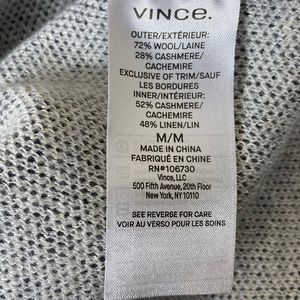 VINCE.
OUTER/EXTÉRIEUR:
72% WOOL/LAINE
28% CASHMERE/
CACHEMIRE
EXCLUSIVE OF TRIM/SAUF
LES BORDURES
INNER/INTÉRIEUR:
52% CASHMERE/
CACHEMIRE
48% LINEN/LIN
M/M
MADE IN CHINA
FABRIQUÉ EN CHINE
RN#106730
Vince, LLC
500 Fifth Avenue, 20th Floor
New York, NY 10110
SEE REVERSE FOR CARE
VOIR AU VERSO POUR LES SOINS